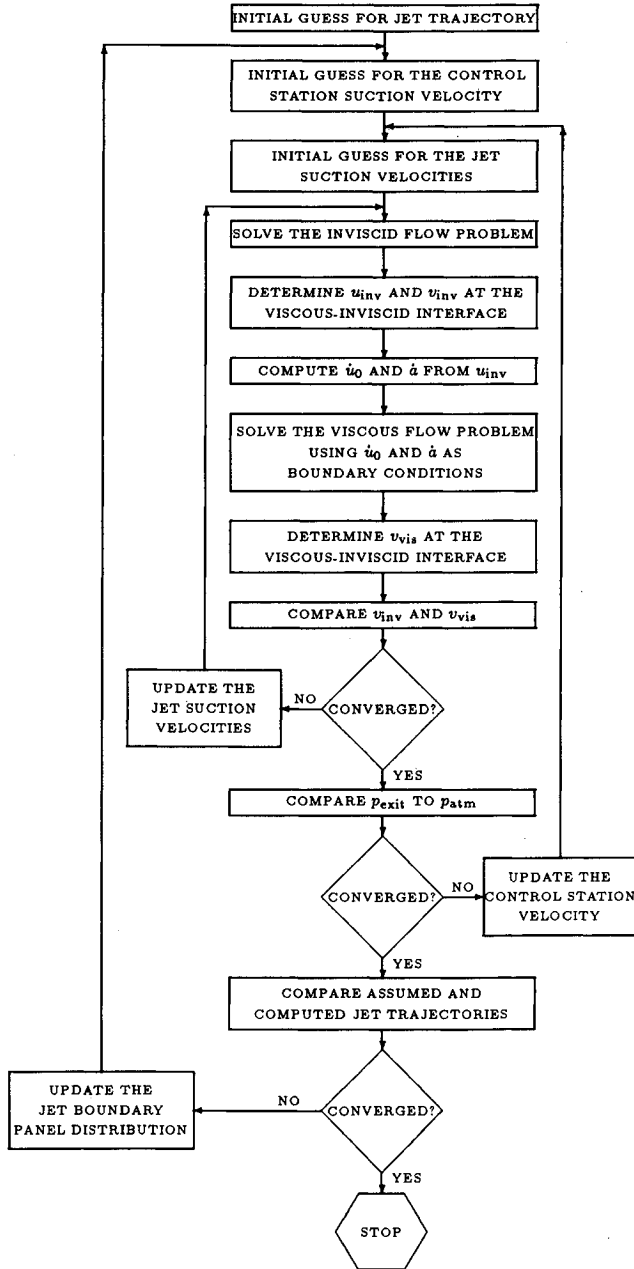 INITIAL GUESS FOR JET TRAJECTORY
INITIAL GUESS FOR THE CONTROL
STATION SUCTION VELOCITY
INITIAL GUESS FOR THE JET
SUCTION VELOCITIES
SOLVE THE INVISCID FLOW PROBLEM
DETERMINE u_inv AND v_inv AT THE
VISCOUS-INVISCID INTERFACE
COMPUTE u̇_0 AND ȧ FROM u_inv
SOLVE THE VISCOUS FLOW PROBLEM
USING u̇_0 AND ȧ AS
BOUNDARY CONDITIONS
DETERMINE v_vis AT THE
VISCOUS-INVISCID INTERFACE
COMPARE v_inv AND v_vis
UPDATE THE
JET SUCTION
VELOCITIES
NO
CONVERGED?
YES
COMPARE p_exit TO p_atm
CONVERGED?
NO
UPDATE THE
CONTROL STATION
VELOCITY
YES
COMPARE ASSUMED AND
COMPUTED JET TRAJECTORIES
UPDATE THE
JET BOUNDARY
PANEL DISTRIBUTION
NO
CONVERGED?
YES
STOP